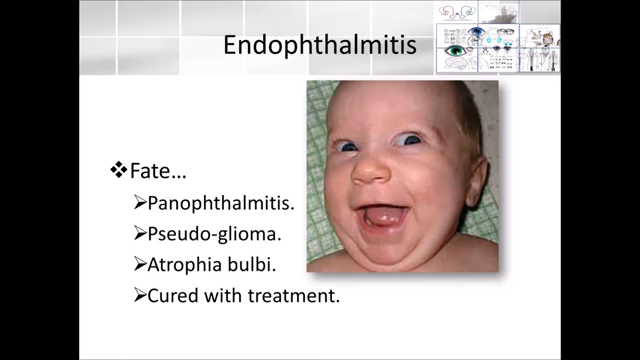 Endophthalmitis
❖Fate...
➢Panophthalmitis.
➢Pseudo-glioma.
➢Atrophia bulbi.
➢Cured with treatment.